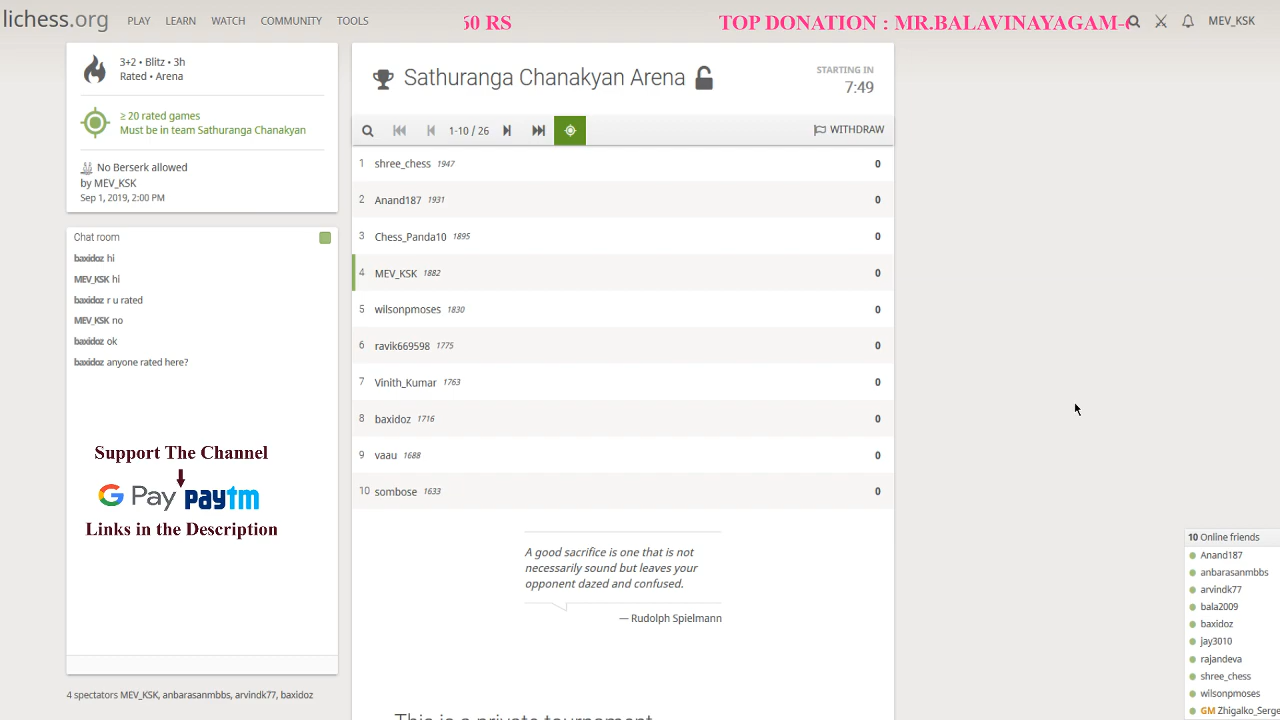 lichess.org PLAY LEARN WATCH COMMUNITY TOOLS
50 RS
TOP DONATION : MR.BALAVINAYAGAM-
MEV_KSK
3+2 • Blitz • 3h
Rated • Arena
≥ 20 rated games
Must be in team Sathuranga Chanakyan
No Berserk allowed
by MEV_KSK
Sep 1, 2019, 2:00 PM
Chat room
baxidoz hi
MEV_KSK hi
baxidoz r u rated
MEV_KSK no
baxidoz ok
baxidoz anyone rated here?
Support The Channel
G Pay paytm
Links in the Description
4 spectators MEV_KSK, anbarasanmbbs, arvindk77, baxidoz
Sathuranga Chanakyan Arena
STARTING IN
7:49
1-10 / 26
WITHDRAW
1 shree_chess 1947 0
2 Anand187 1931 0
3 Chess_Panda10 1895 0
4 MEV_KSK 1882 0
5 wilsonpmoses 1830 0
6 ravik669598 1775 0
7 Vinith_Kumar 1763 0
8 baxidoz 1716 0
9 vaau 1688 0
10 sombose 1633 0
A good sacrifice is one that is not
necessarily sound but leaves your
opponent dazed and confused.
— Rudolph Spielmann
This is a private tournament
10 Online friends
Anand187
anbarasanmbbs
arvindk77
bala2009
baxidoz
jay3010
rajandeva
shree_chess
wilsonpmoses
GM Zhigalko_Serge